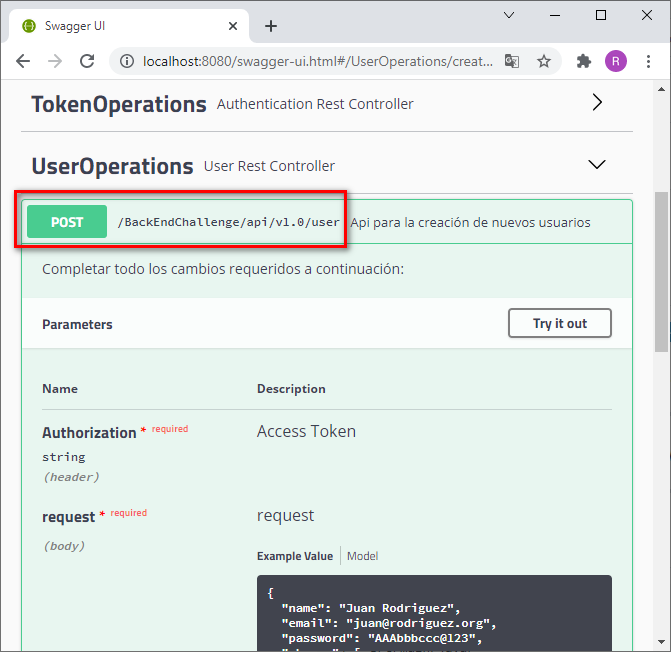 Swagger UI
localhost:8080/swagger-ui.html#/UserOperations/creat...
R
TokenOperations Authentication Rest Controller
UserOperations User Rest Controller
POST /BackEndChallenge/api/v1.0/user Api para la creación de nuevos usuarios
Completar todo los cambios requeridos a continuación:
Parameters Try it out
Name Description
Authorization * required Access Token
string
(header)
request * required request
(body)
Example Value Model
{
"name": "Juan Rodriguez",
"email": "juan@rodriguez.org",
"password": "AAAbbbccc@123",